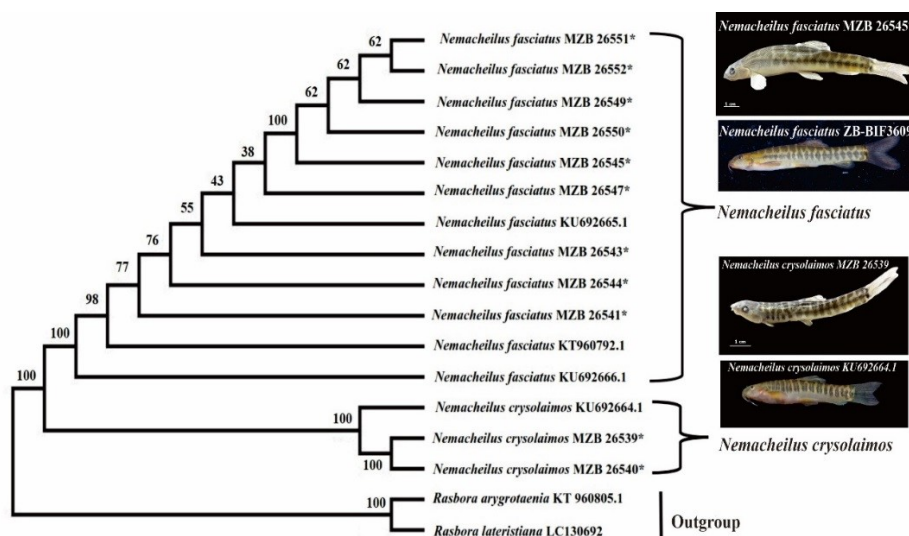 62
Nemacheilus fasciatus MZB 26551*
62
Nemacheilus fasciatus MZB 26552*
62
Nemacheilus fasciatus MZB 26549*
100
Nemacheilus fasciatus MZB 26550*
38
Nemacheilus fasciatus MZB 26545*
43
Nemacheilus fasciatus MZB 26547*
55
Nemacheilus fasciatus KU692665.1
76
Nemacheilus fasciatus MZB 26543*
77
Nemacheilus fasciatus MZB 26544*
98
Nemacheilus fasciatus MZB 26541*
100
Nemacheilus fasciatus KT960792.1
100
Nemacheilus fasciatus KU692666.1
100
Nemacheilus crysolaimos KU692664.1
Nemacheilus crysolaimos MZB 26539*
100
Nemacheilus crysolaimos MZB 26540*
100
Rasbora arygrotaenia KT 960805.1
Rasbora lateristiana LC130692
Outgroup
Nemacheilus fasciatus MZB 26545
1 cm
Nemacheilus fasciatus ZB-BIF3609
Nemacheilus fasciatus
Nemacheilus crysolaimos MZB 26539
1 cm
Nemacheilus crysolaimos KU692664.1
Nemacheilus crysolaimos